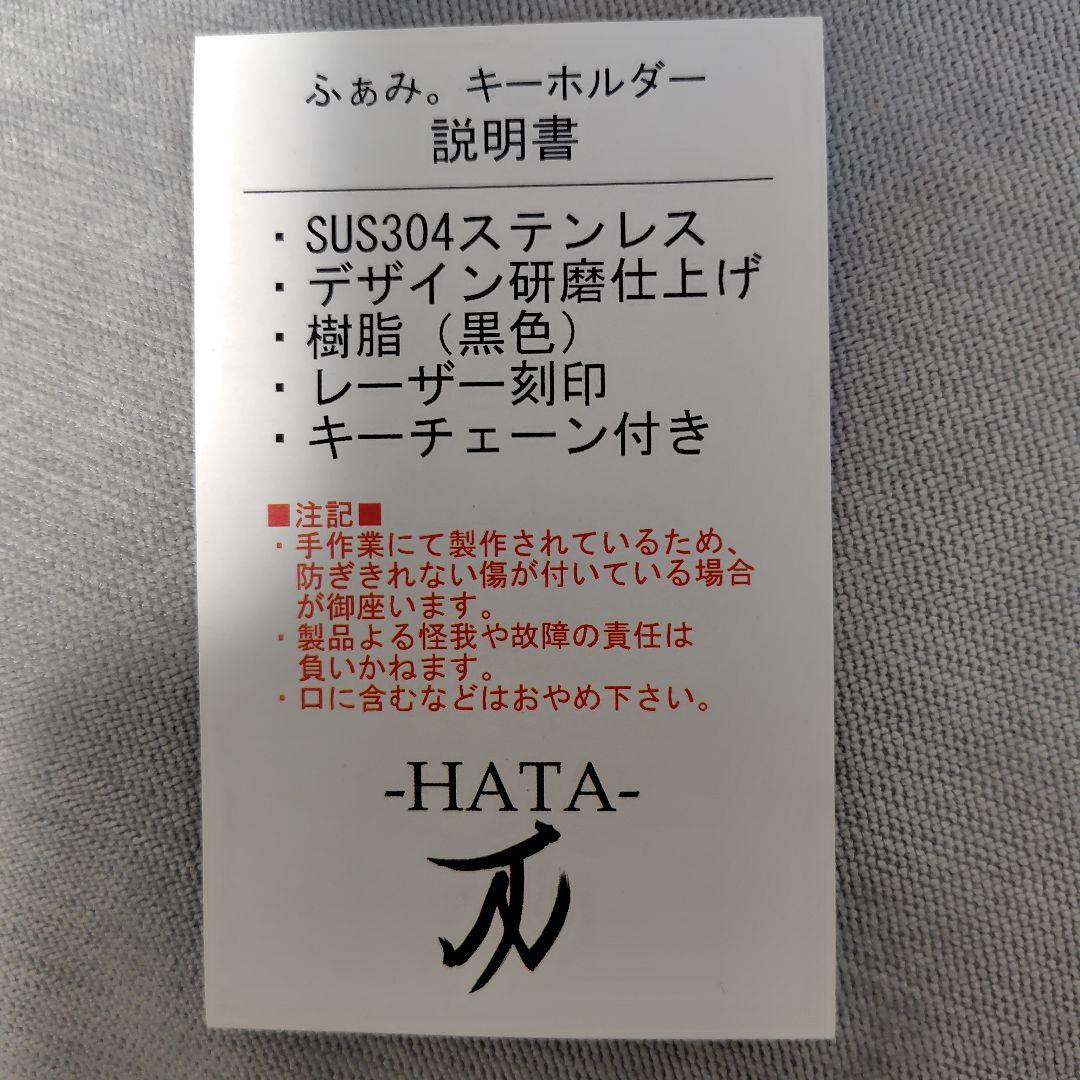 ふぁみ。キーホルダー
説明書
・SUS304ステンレス
・デザイン研磨仕上げ
・樹脂（黒色）
・レーザー刻印
・キーチェーン付き
■注記■
・手作業にて製作されているため、
防ぎきれない傷が付いている場合
が御座います。
・製品よる怪我や故障の責任は
負いかねます。
・口に含むなどはおやめ下さい。
-HATA-